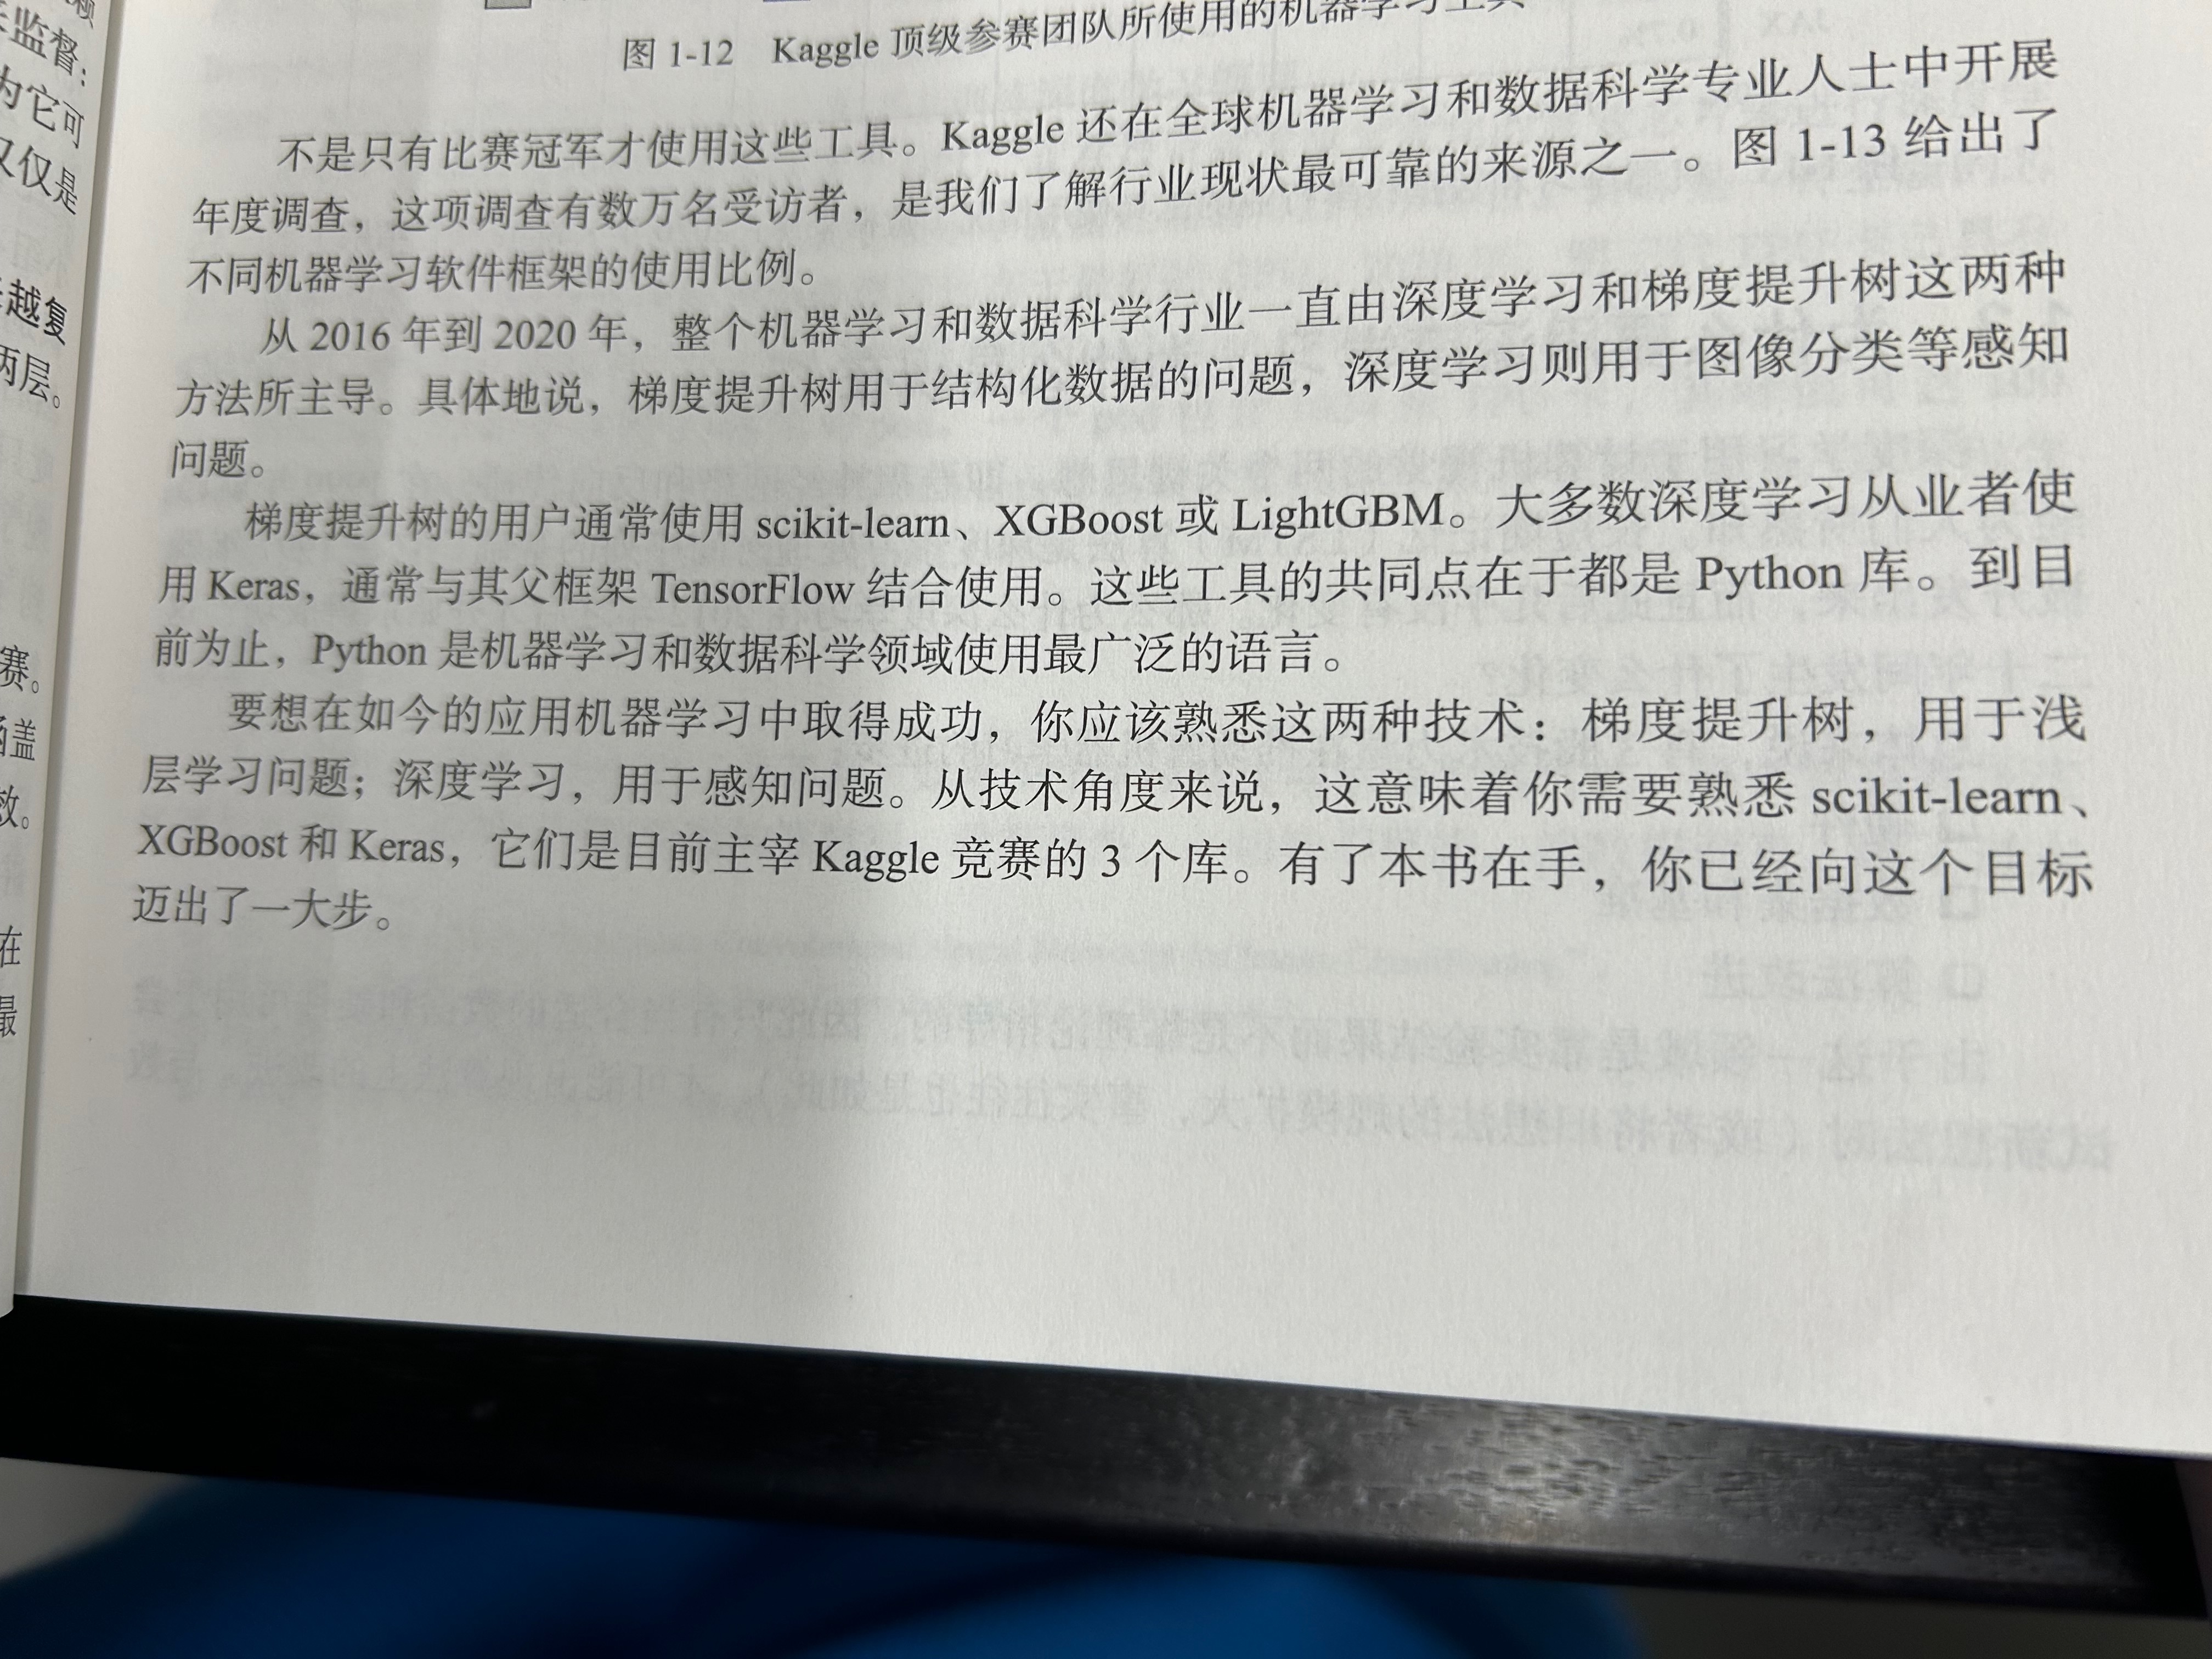 赖
监督：
为它可
仅仅是
越复
两层。
赛。
涵盖
效。
在
最
图 1-12 Kaggle 顶级参赛团队所使用的机器学习工具
不是只有比赛冠军才使用这些工具。Kaggle 还在全球机器学习和数据科学专业人士中开展
年度调查，这项调查有数万名受访者，是我们了解行业现状最可靠的来源之一。图 1-13 给出了
不同机器学习软件框架的使用比例。
从 2016 年到 2020 年，整个机器学习和数据科学行业一直由深度学习和梯度提升树这两种
方法所主导。具体地说，梯度提升树用于结构化数据的问题，深度学习则用于图像分类等感知
问题。
梯度提升树的用户通常使用 scikit-learn、XGBoost 或 LightGBM。大多数深度学习从业者使
用 Keras，通常与其父框架 TensorFlow 结合使用。这些工具的共同点在于都是 Python 库。到目
前为止，Python 是机器学习和数据科学领域使用最广泛的语言。
要想在如今的应用机器学习中取得成功，你应该熟悉这两种技术：梯度提升树，用于浅
层学习问题；深度学习，用于感知问题。从技术角度来说，这意味着你需要熟悉 scikit-learn、
XGBoost 和 Keras，它们是目前主宰 Kaggle 竞赛的 3 个库。有了本书在手，你已经向这个目标
迈出了一大步。